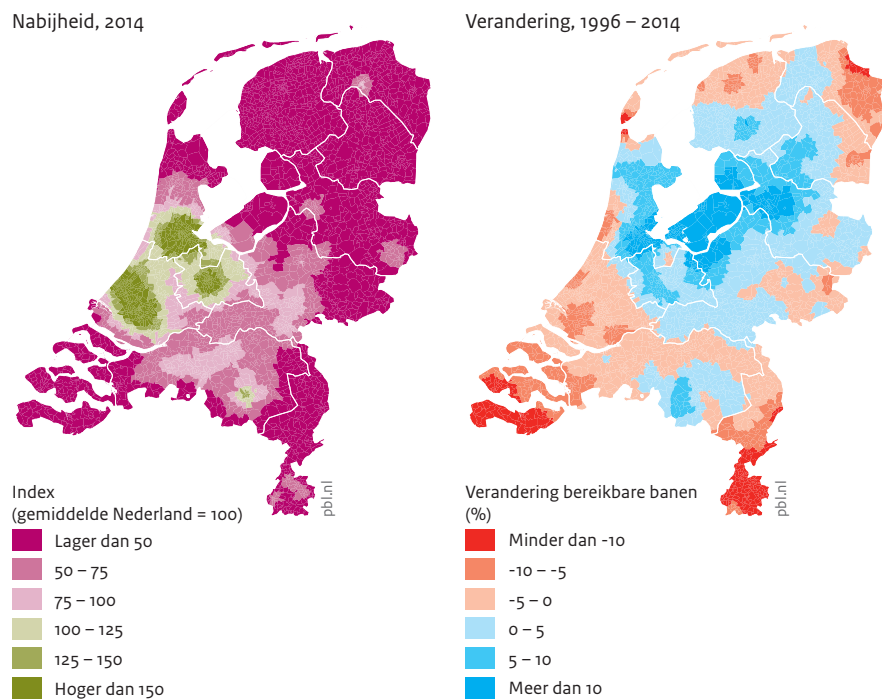 Nabijheid, 2014
Index
(gemiddelde Nederland = 100)
Lager dan 50
50 – 75
75 – 100
100 – 125
125 – 150
Hoger dan 150
pbl.nl
Verandering, 1996 – 2014
Verandering bereikbare banen
(%)
Minder dan -10
-10 – -5
-5 – 0
0 – 5
5 – 10
Meer dan 10
pbl.nl